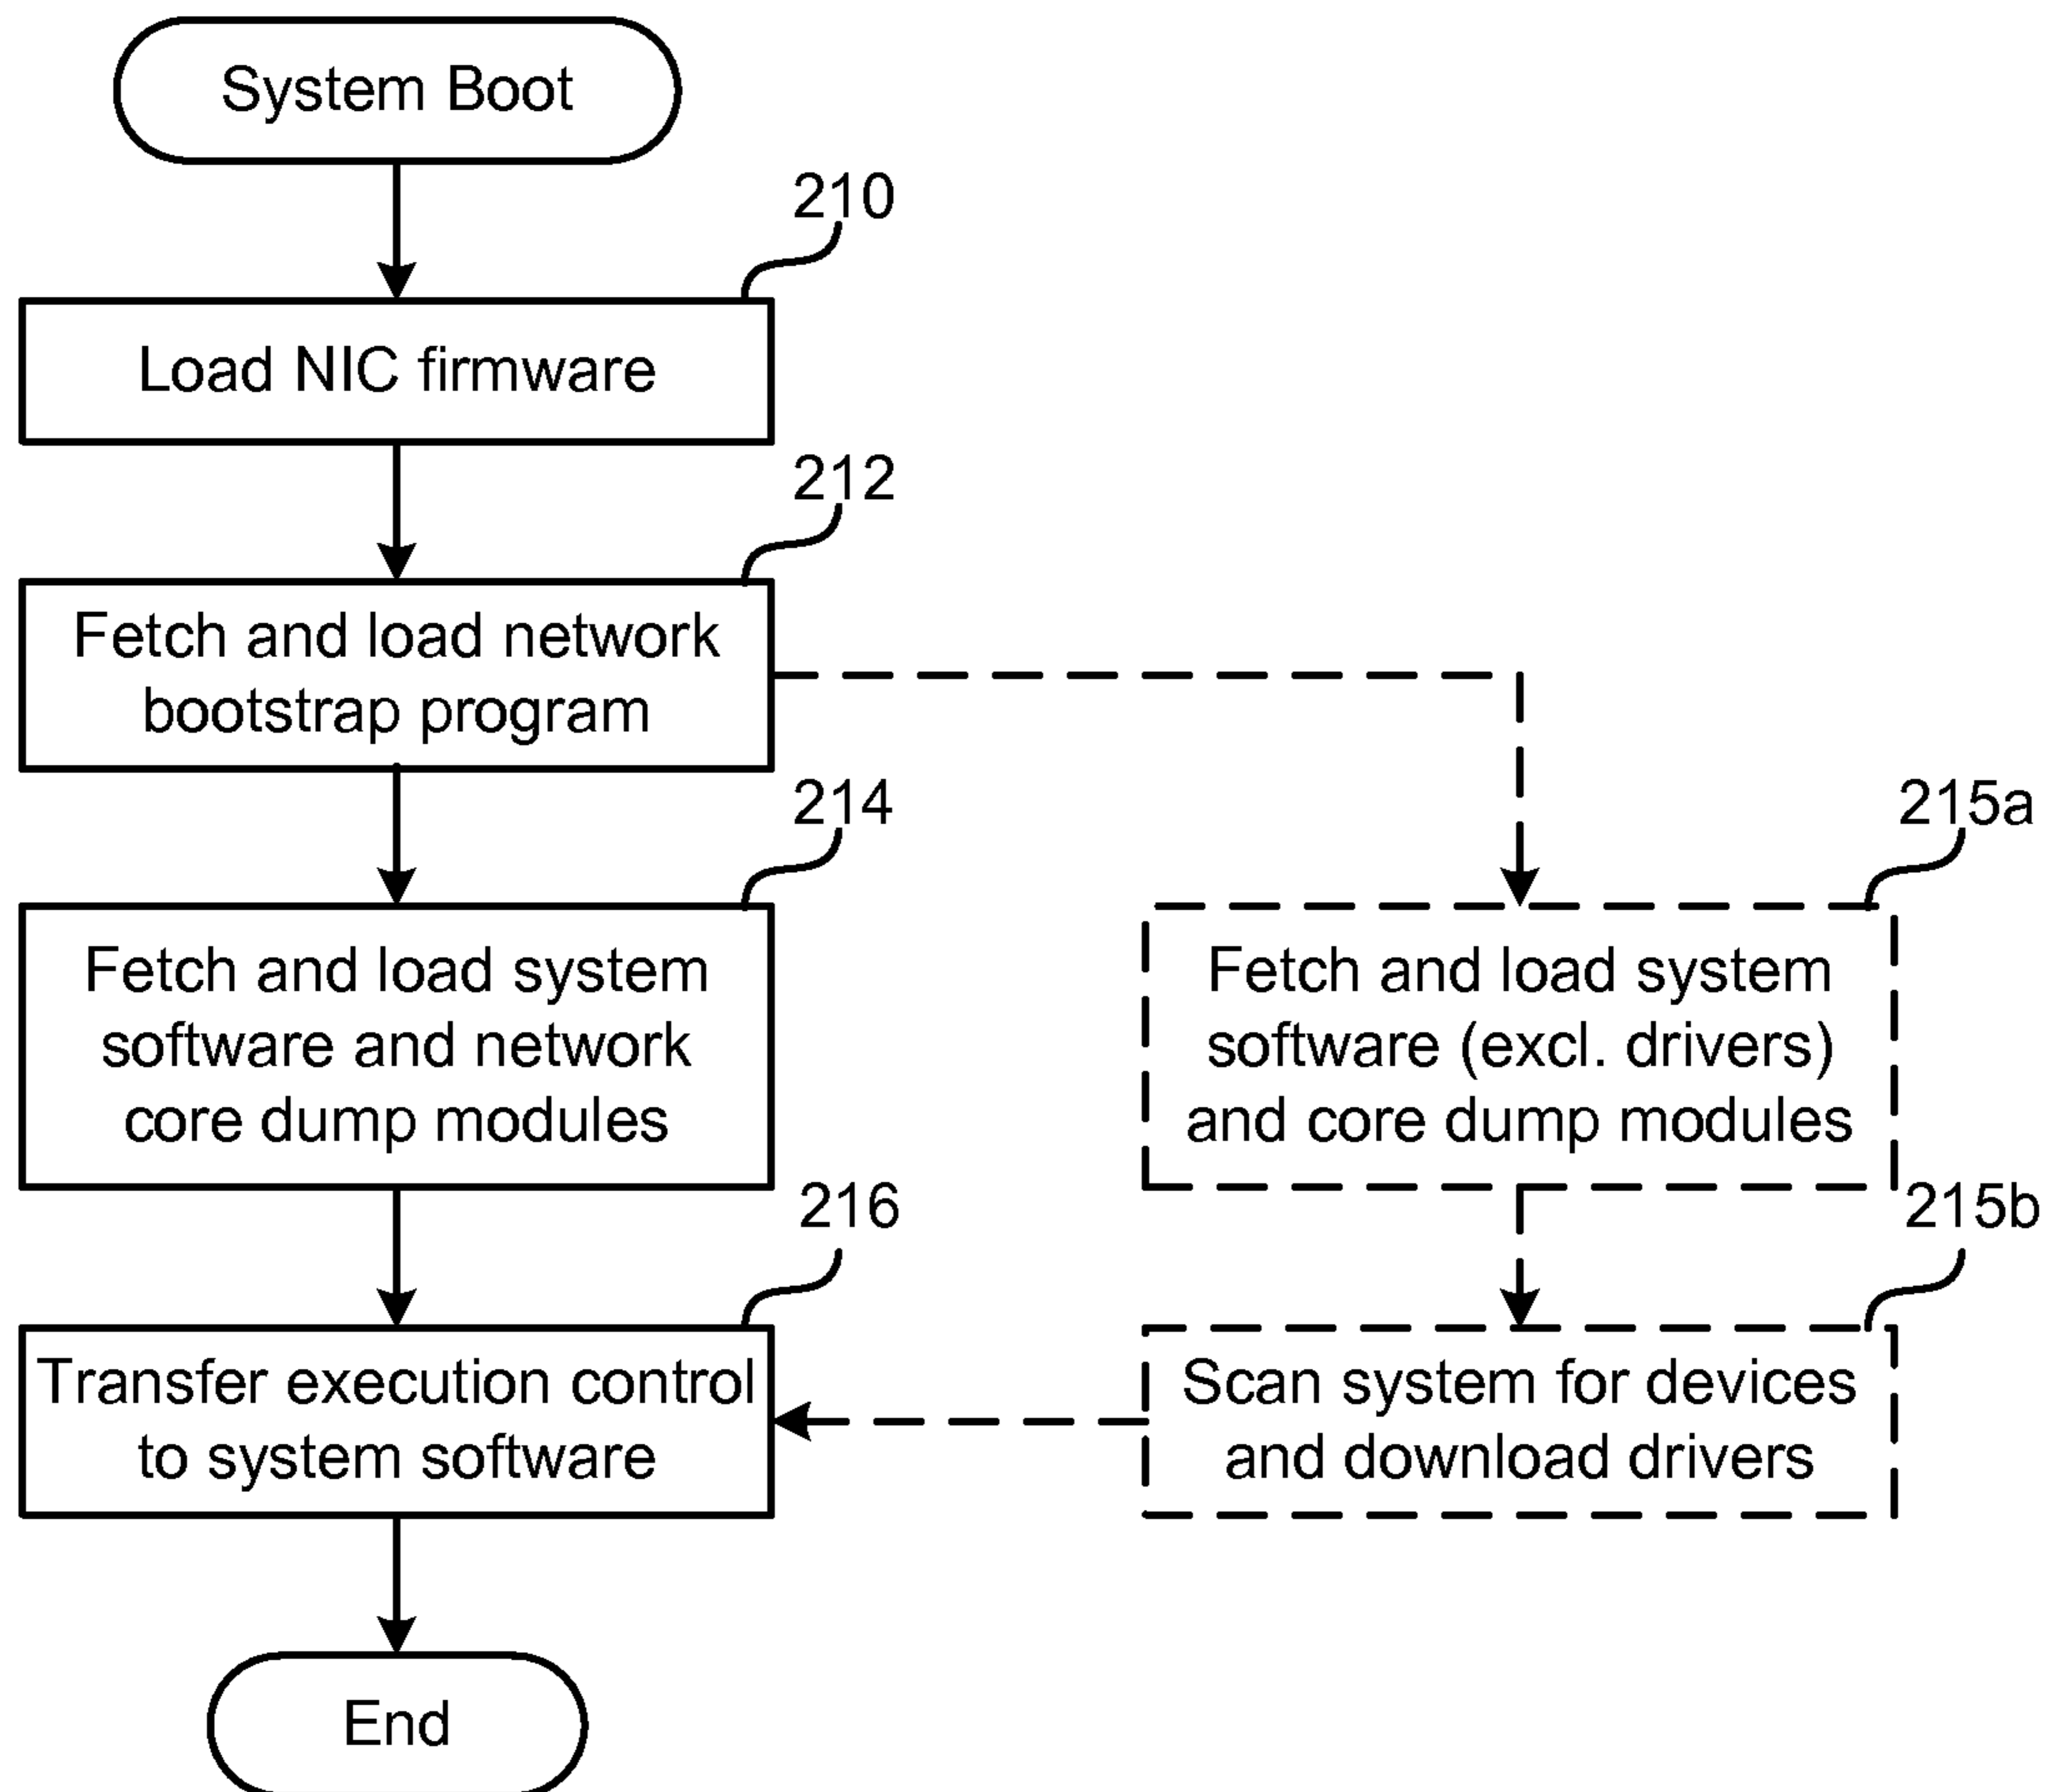 System Boot
210
Load NIC firmware
212
Fetch and load network
bootstrap program
214
Fetch and load system
software and network
core dump modules
215a
Fetch and load system
software (excl. drivers)
and core dump modules
216
Transfer execution control
to system software
215b
Scan system for devices
and download drivers
End